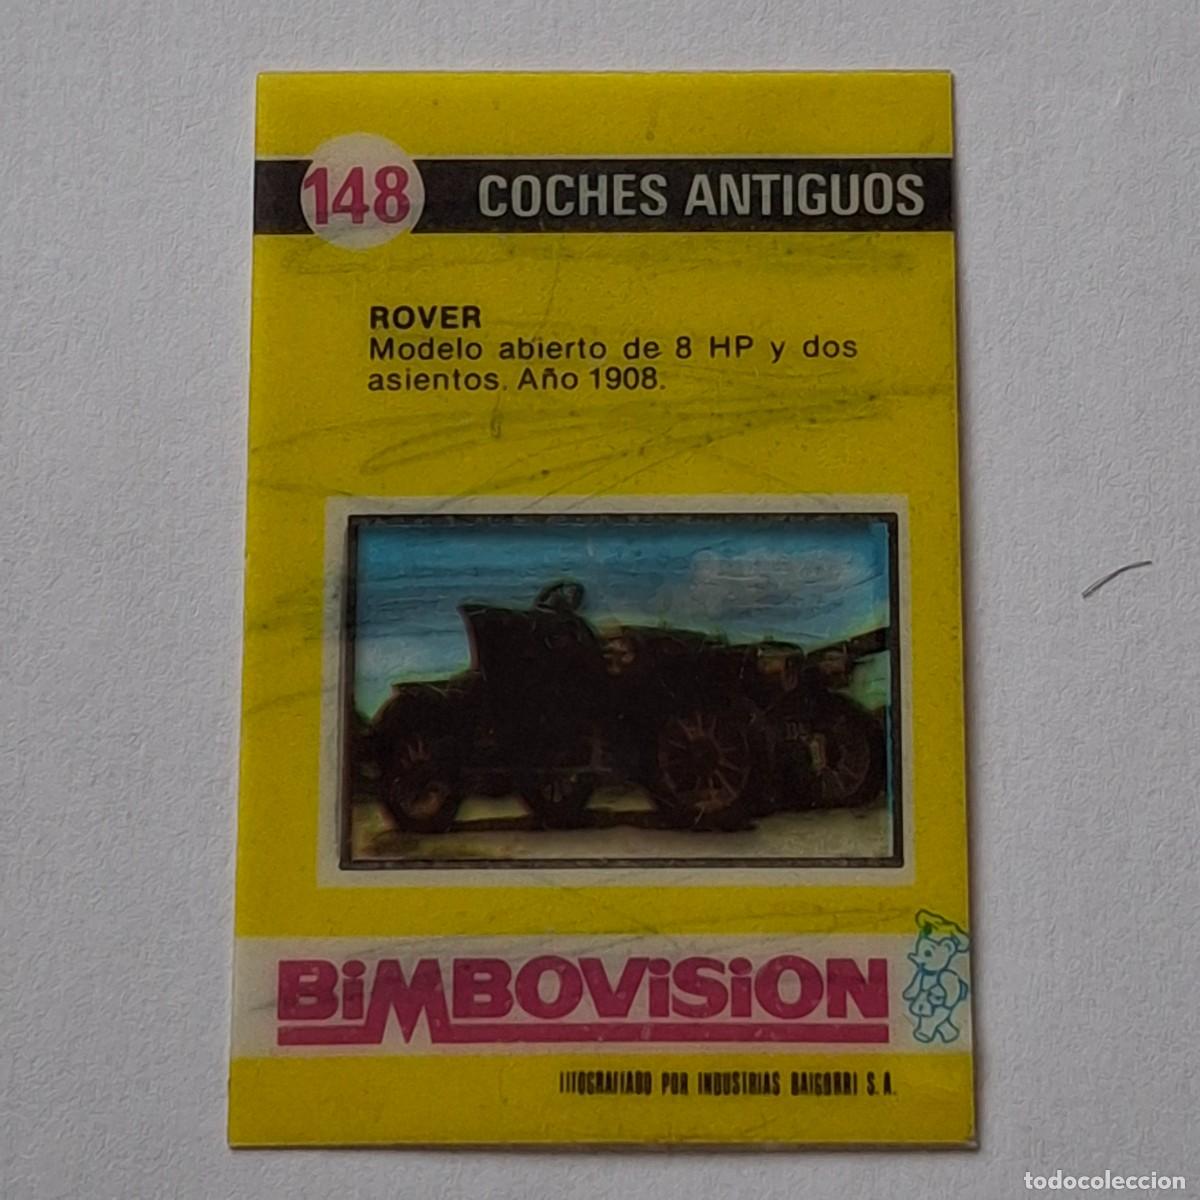 148 COCHES ANTIGUOS
ROVER
Modelo abierto de 8 HP y dos
asientos. Año 1908.
BiMBOViSiON
LITOGRAFIADO POR INDUSTRIAS BAIGORRI S.A.
todocoleccion